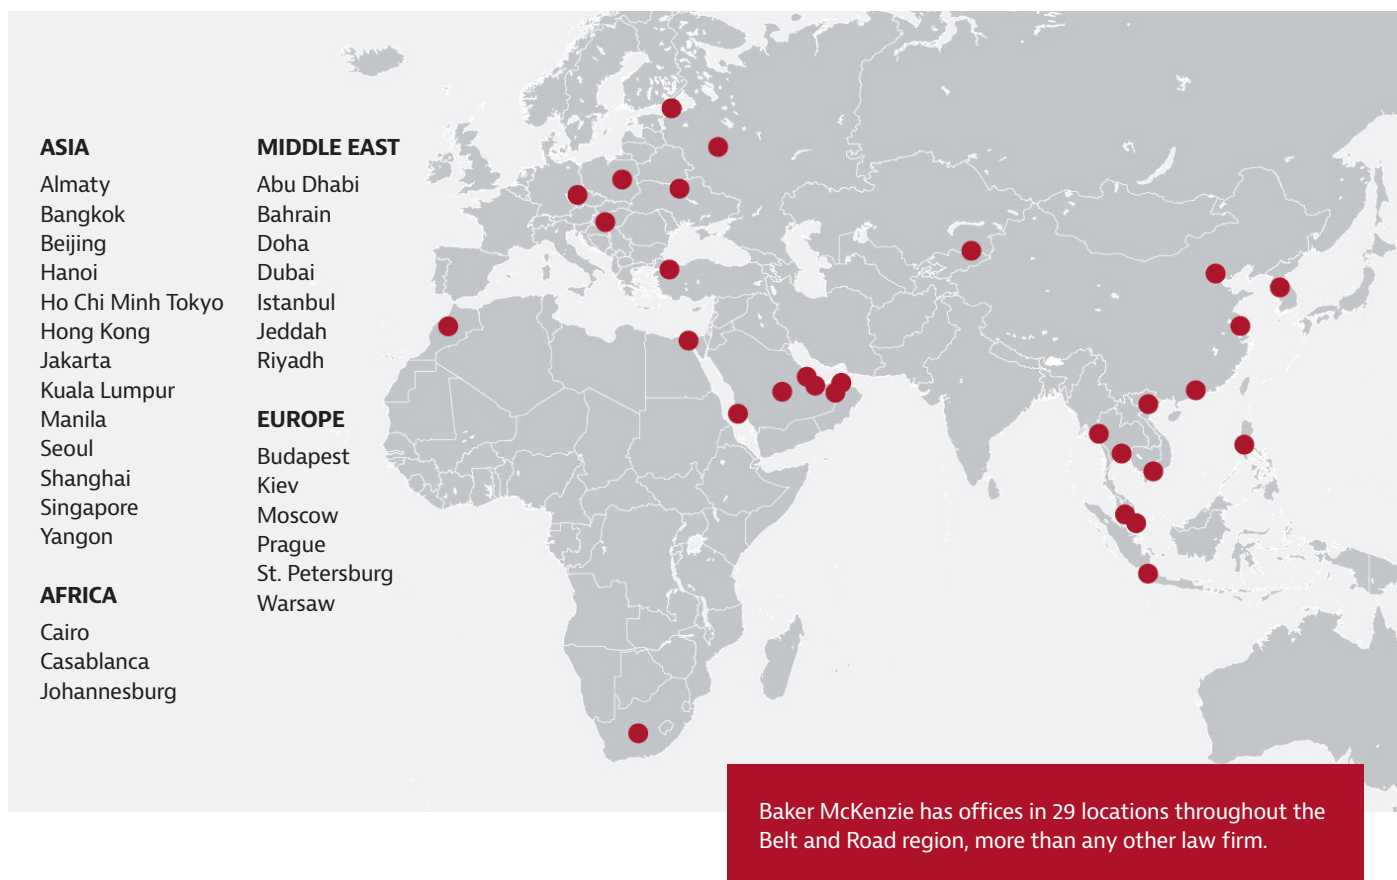 ASIA
Almaty
Bangkok
Beijing
Hanoi
Ho Chi Minh Tokyo
Hong Kong
Jakarta
Kuala Lumpur
Manila
Seoul
Shanghai
Singapore
Yangon
AFRICA
Cairo
Casablanca
Johannesburg
MIDDLE EAST
Abu Dhabi
Bahrain
Doha
Dubai
Istanbul
Jeddah
Riyadh
EUROPE
Budapest
Kiev
Moscow
Prague
St. Petersburg
Warsaw
Baker McKenzie has offices in 29 locations throughout the
Belt and Road region, more than any other law firm.